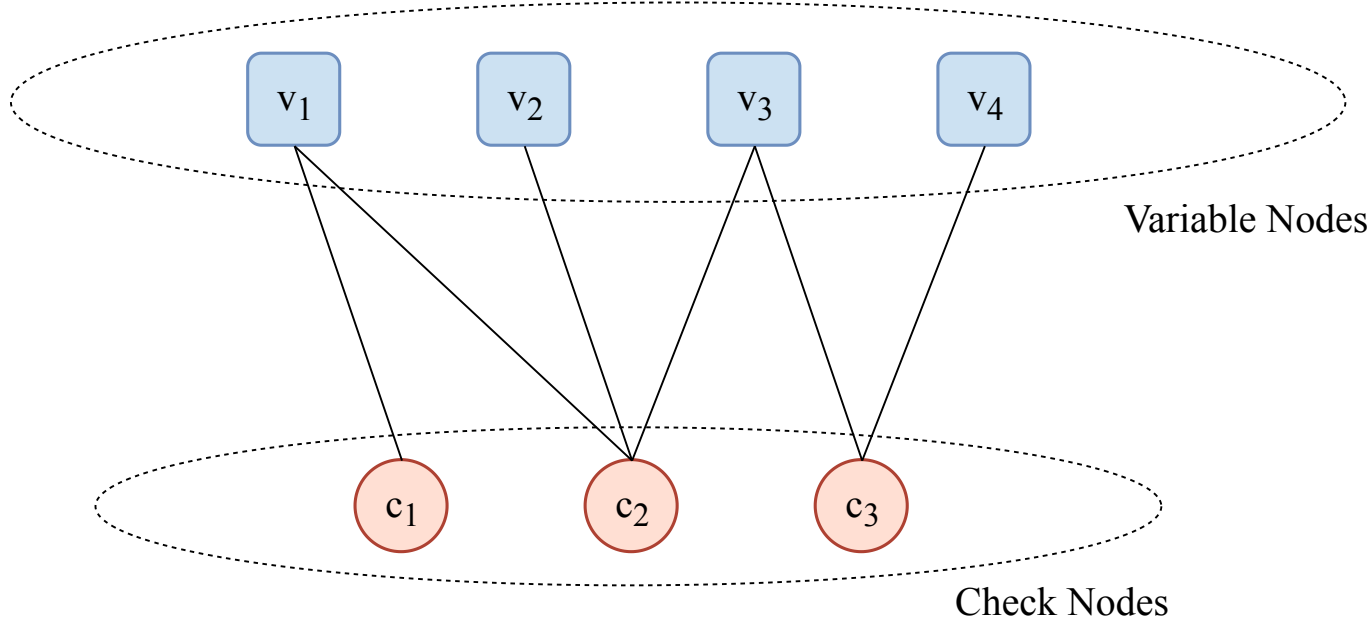 v₁ v₂ v₃ v₄
Variable Nodes
c₁ c₂ c₃
Check Nodes